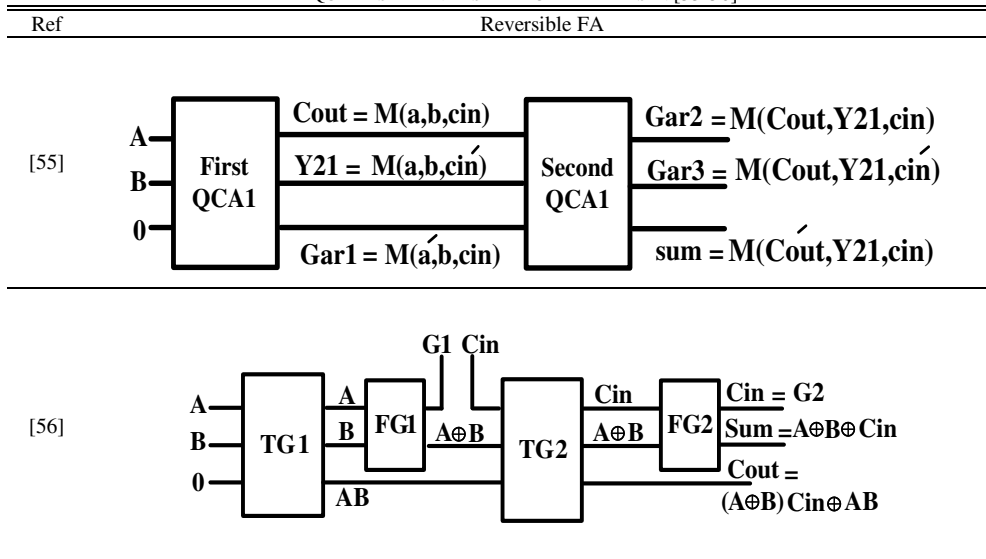 Ref Reversible FA
[55]
A
B
0
First
QCA1
Cout = M(a,b,cin)
Y21 = M(a,b,ciń)
Gar1 = M(á,b,cin)
Second
QCA1
Gar2 = M(Cout,Y21,cin)
Gar3 = M(Cout,Y21,ciń)
sum = M(Cóut,Y21,cin)
[56]
G1 Cin
A
B
0
TG1
A
B
AB
FG1
A⊕B
TG2
Cin
A⊕B
FG2
Cin = G2
Sum =A⊕B⊕Cin
Cout =
(A⊕B)Cin⊕AB